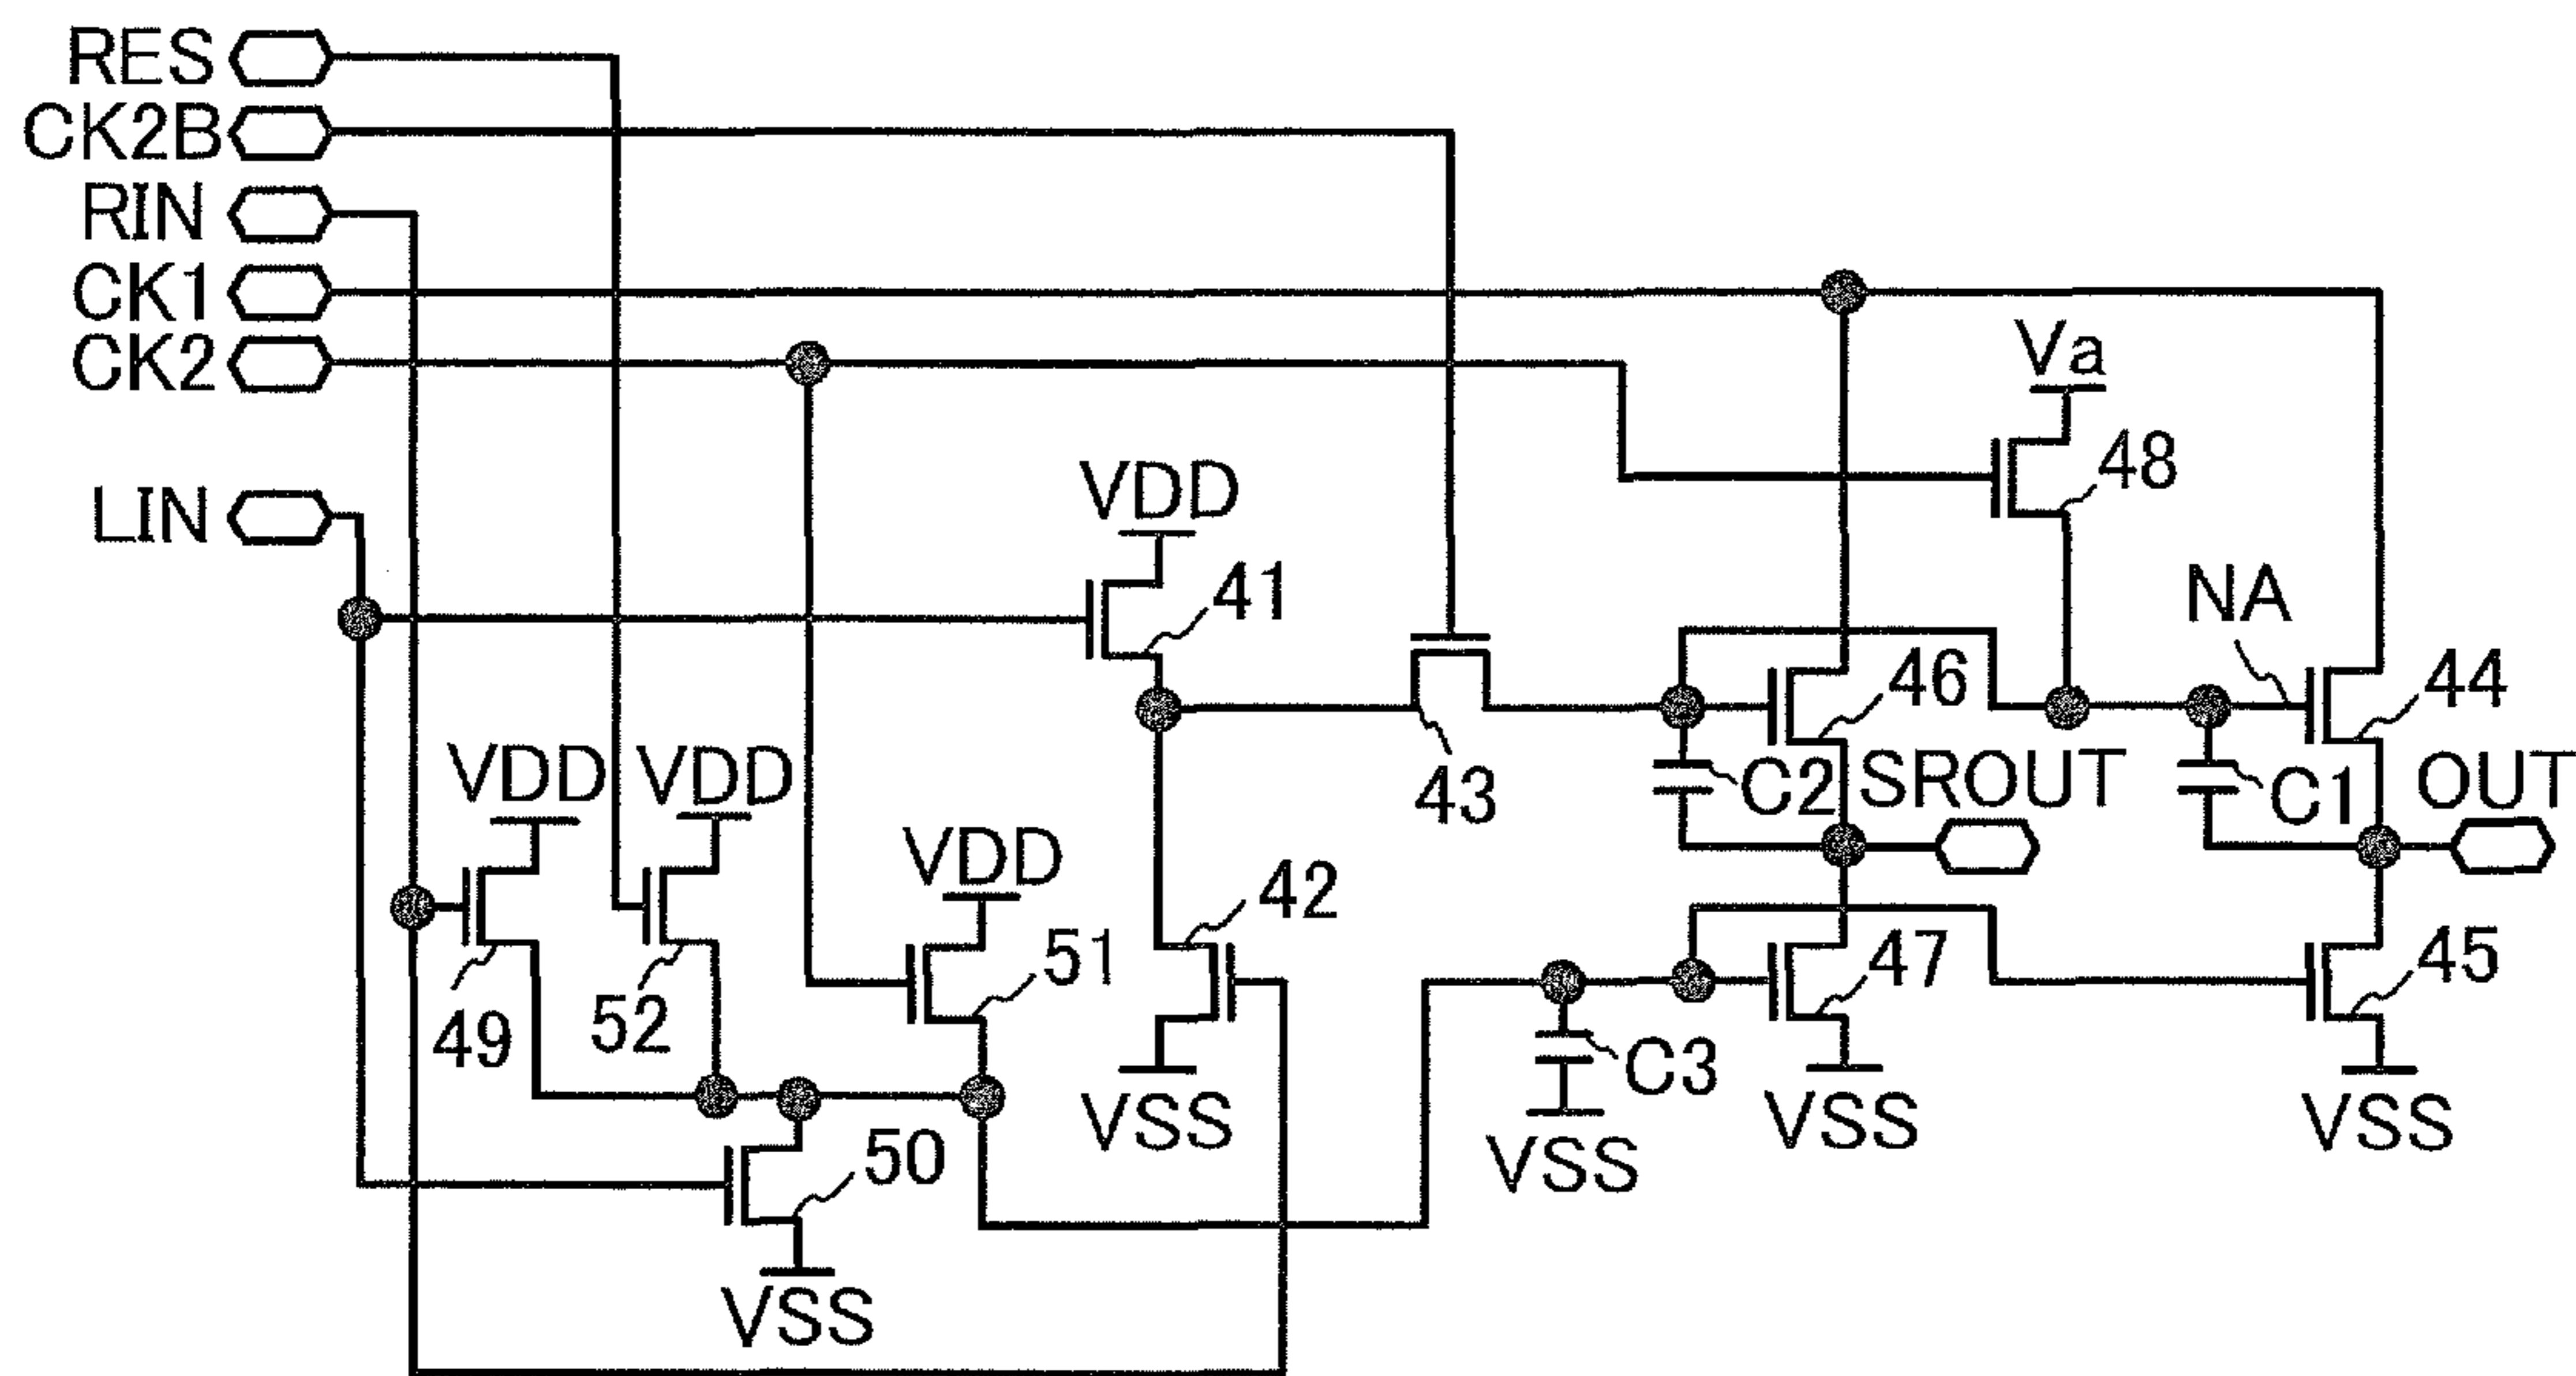 RES
CK2B
RIN
CK1
CK2
Va
48
LIN
VDD
41
NA
46
44
VDD
VDD
43
C2
SROUT
C1
OUT
VDD
42
51
47
45
49
52
C3
VSS
VSS
VSS
50
VSS
VSS